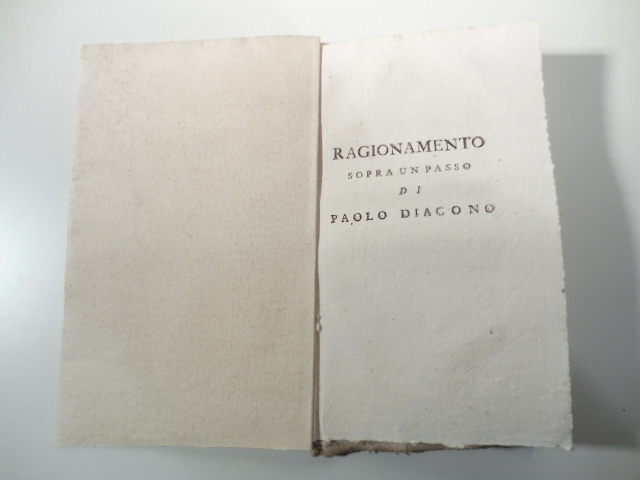 RAGIONAMENTO
SOPRA UN PASSO
DI
PAOLO DIACONO